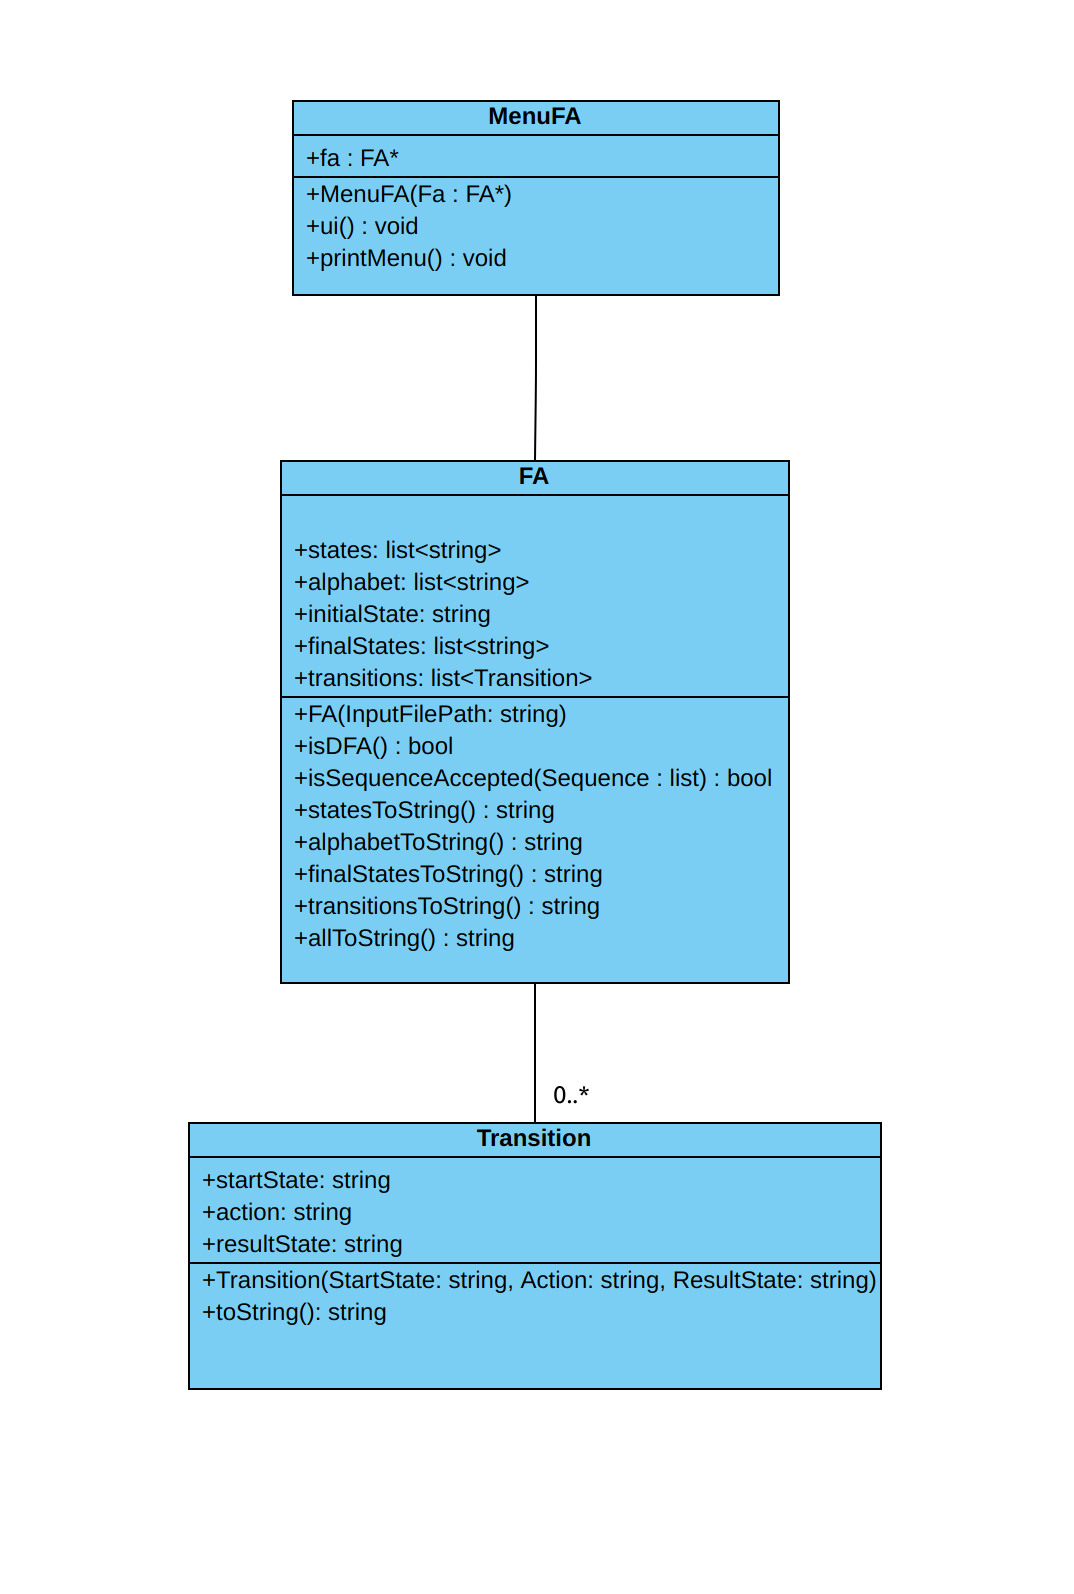 MenuFA
+fa : FA*
+MenuFA(Fa : FA*)
+ui() : void
+printMenu() : void
FA
+states: list<string>
+alphabet: list<string>
+initialState: string
+finalStates: list<string>
+transitions: list<Transition>
+FA(InputFilePath: string)
+isDFA() : bool
+isSequenceAccepted(Sequence : list) : bool
+statesToString() : string
+alphabetToString() : string
+finalStatesToString() : string
+transitionsToString() : string
+allToString() : string
0..*
Transition
+startState: string
+action: string
+resultState: string
+Transition(StartState: string, Action: string, ResultState: string)
+toString(): string